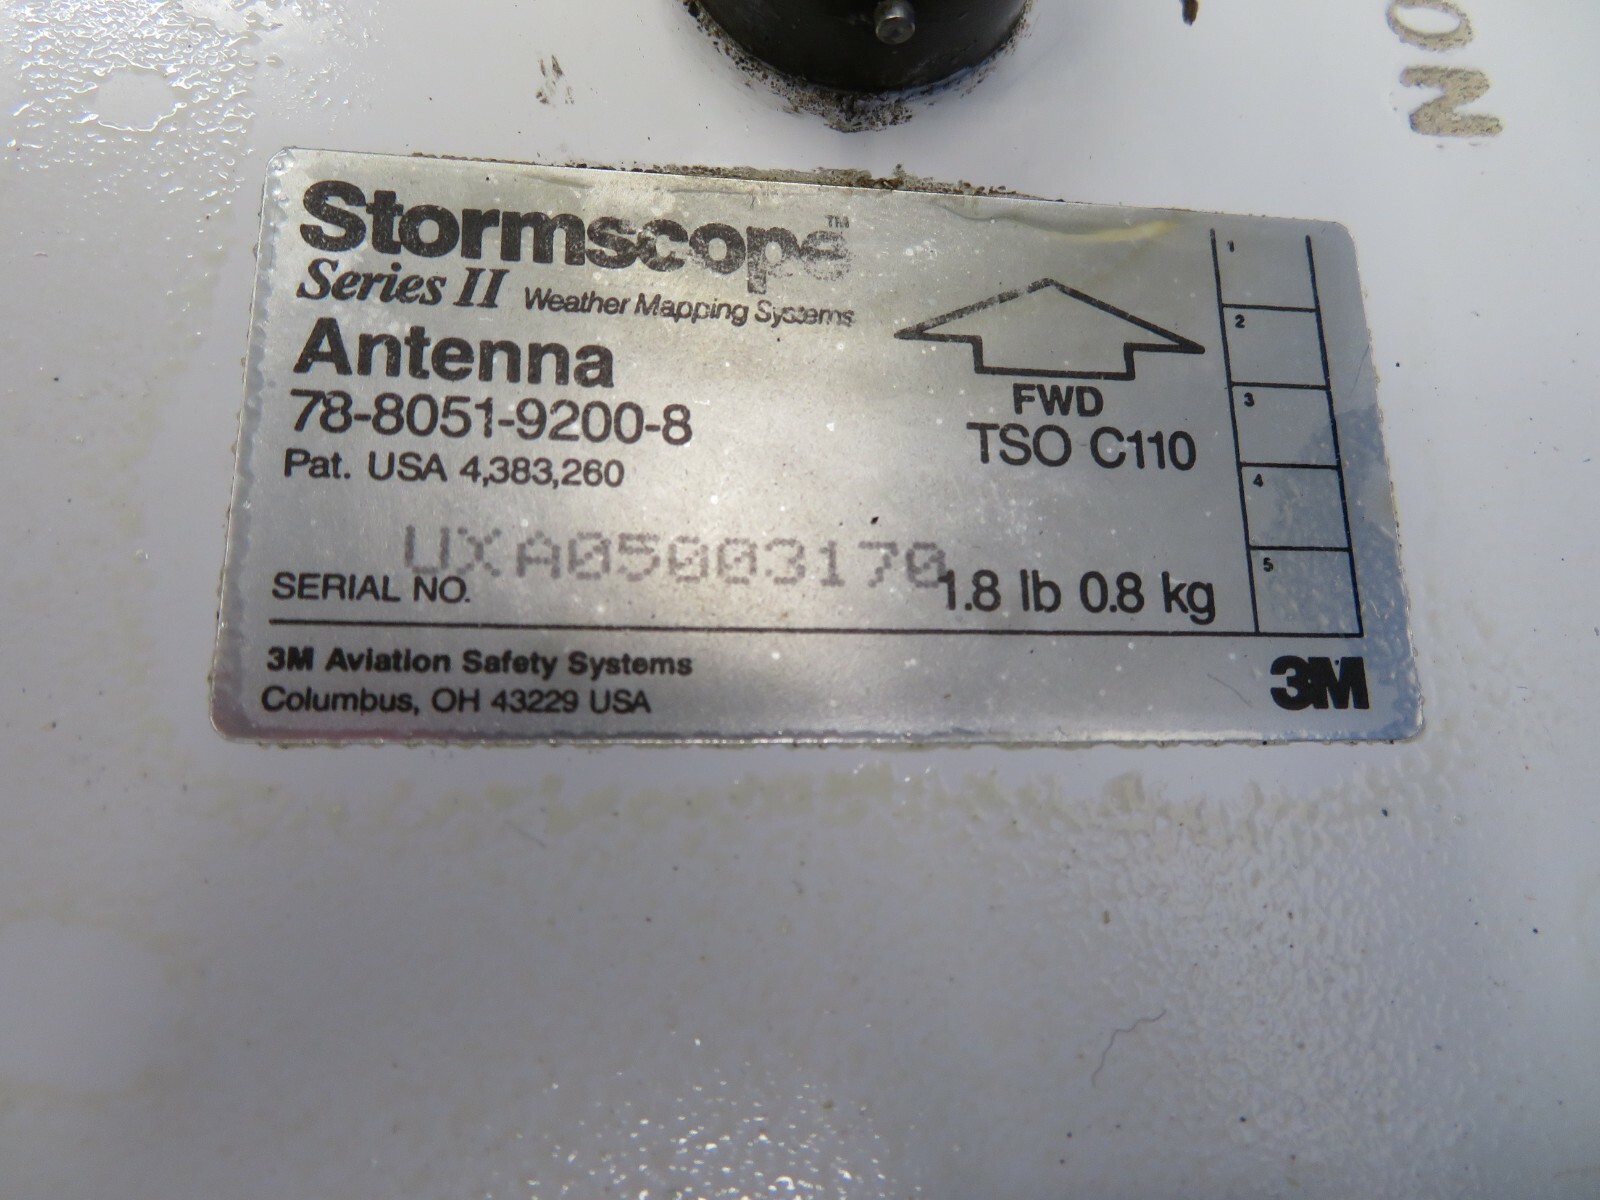 NO
Stormscope™
Series II Weather Mapping Systems
Antenna
78-8051-9200-8
Pat. USA 4,383,260
FWD
TSO C110
1
2
3
4
5
SERIAL NO. UXA05003170
1.8 lb 0.8 kg
3M Aviation Safety Systems
Columbus, OH 43229 USA
3M